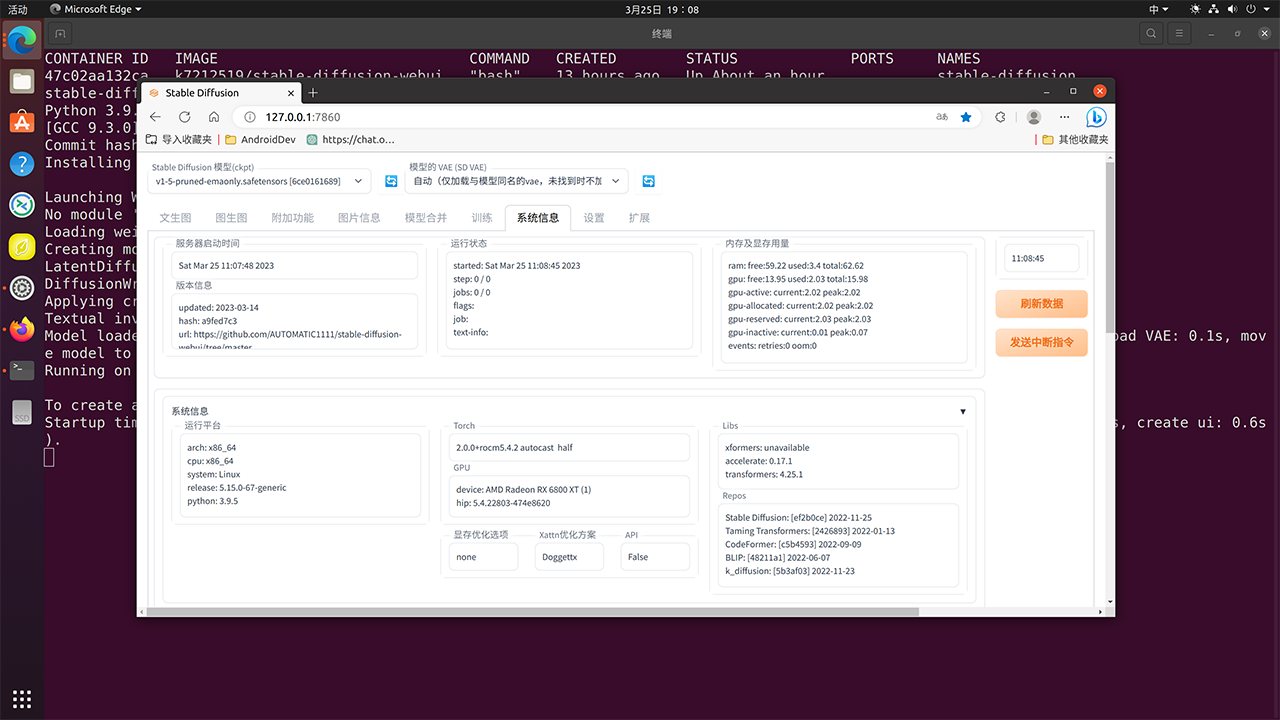 活动 Microsoft Edge 3月25日 19：08 中
终端
CONTAINER ID IMAGE COMMAND CREATED STATUS PORTS NAMES
47c02aa132ca k7212519/stable-diffusion-webui "bash" 13 hours ago Up About an hour stable-diffusion
stable-diff
Python 3.9.
[GCC 9.3.0]
Commit hash
Installing
Launching W
No module '
Loading wei
Creating mo
LatentDiffu
DiffusionWr
Applying cr
Textual inv
Model loade oad VAE: 0.1s, mov
e model to
Running on
To create a
Startup tim s, create ui: 0.6s
).
SSD
Stable Diffusion
127.0.0.1:7860
导入收藏夹 AndroidDev https://chat.o... 其他收藏夹
Stable Diffusion 模型(ckpt) 模型的 VAE (SD VAE)
v1-5-pruned-emaonly.safetensors [6ce0161689] 自动（仅加载与模型同名的vae，未找到时不加
文生图 图生图 附加功能 图片信息 模型合并 训练 系统信息 设置 扩展
服务器启动时间
Sat Mar 25 11:07:48 2023
版本信息
updated: 2023-03-14
hash: a9fed7c3
url: https://github.com/AUTOMATIC1111/stable-diffusion-
webui/tree/master
运行状态
started: Sat Mar 25 11:08:45 2023
step: 0 / 0
jobs: 0 / 0
flags:
job:
text-info:
内存及显存用量
ram: free:59.22 used:3.4 total:62.62
gpu: free:13.95 used:2.03 total:15.98
gpu-active: current:2.02 peak:2.02
gpu-allocated: current:2.02 peak:2.02
gpu-reserved: current:2.03 peak:2.03
gpu-inactive: current:0.01 peak:0.07
events: retries:0 oom:0
11:08:45
刷新数据
发送中断指令
系统信息
运行平台
arch: x86_64
cpu: x86_64
system: Linux
release: 5.15.0-67-generic
python: 3.9.5
Torch
2.0.0+rocm5.4.2 autocast half
GPU
device: AMD Radeon RX 6800 XT (1)
hip: 5.4.22803-474e8620
显存优化选项 Xattn优化方案 API
none Doggettx False
Libs
xformers: unavailable
accelerate: 0.17.1
transformers: 4.25.1
Repos
Stable Diffusion: [ef2b0ce] 2022-11-25
Taming Transformers: [2426893] 2022-01-13
CodeFormer: [c5b4593] 2022-09-09
BLIP: [48211a1] 2022-06-07
k_diffusion: [5b3af03] 2022-11-23